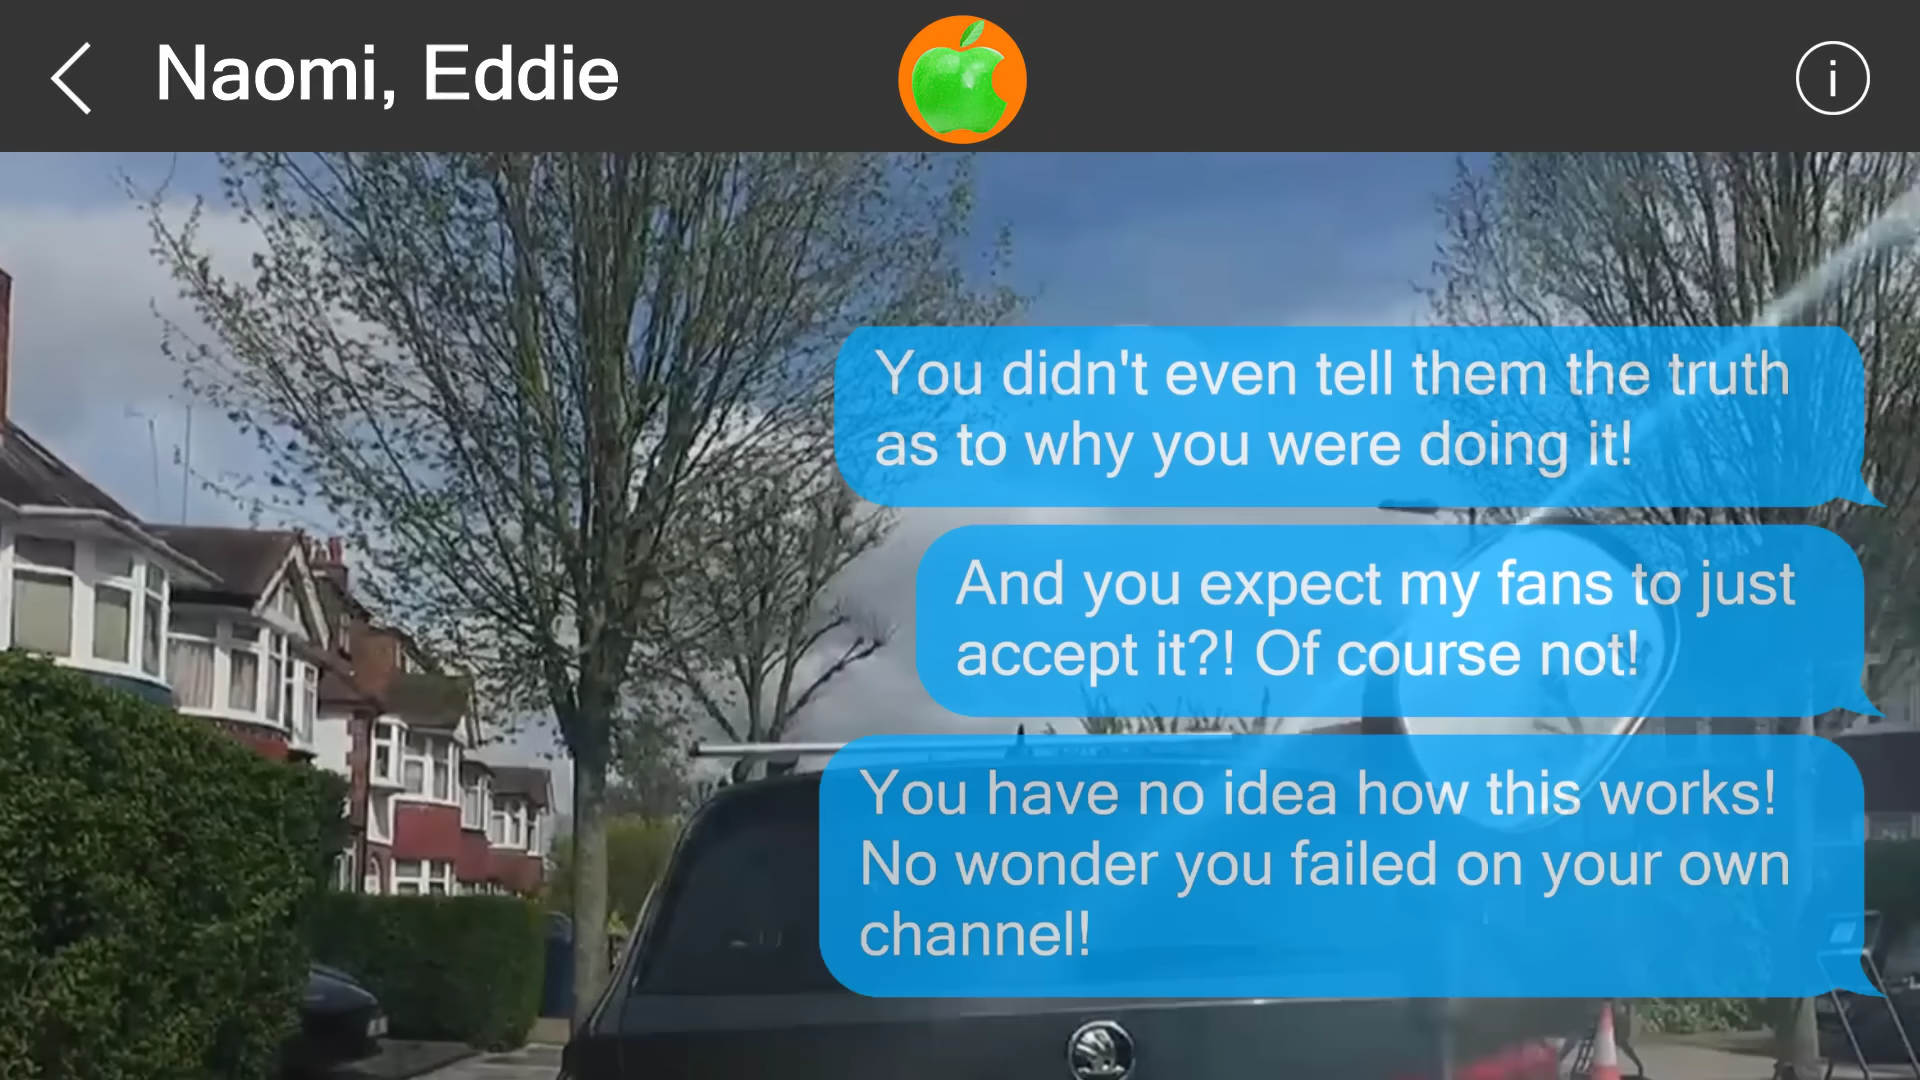 Naomi, Eddie
i
You didn't even tell them the truth
as to why you were doing it!
And you expect my fans to just
accept it?! Of course not!
You have no idea how this works!
No wonder you failed on your own
channel!